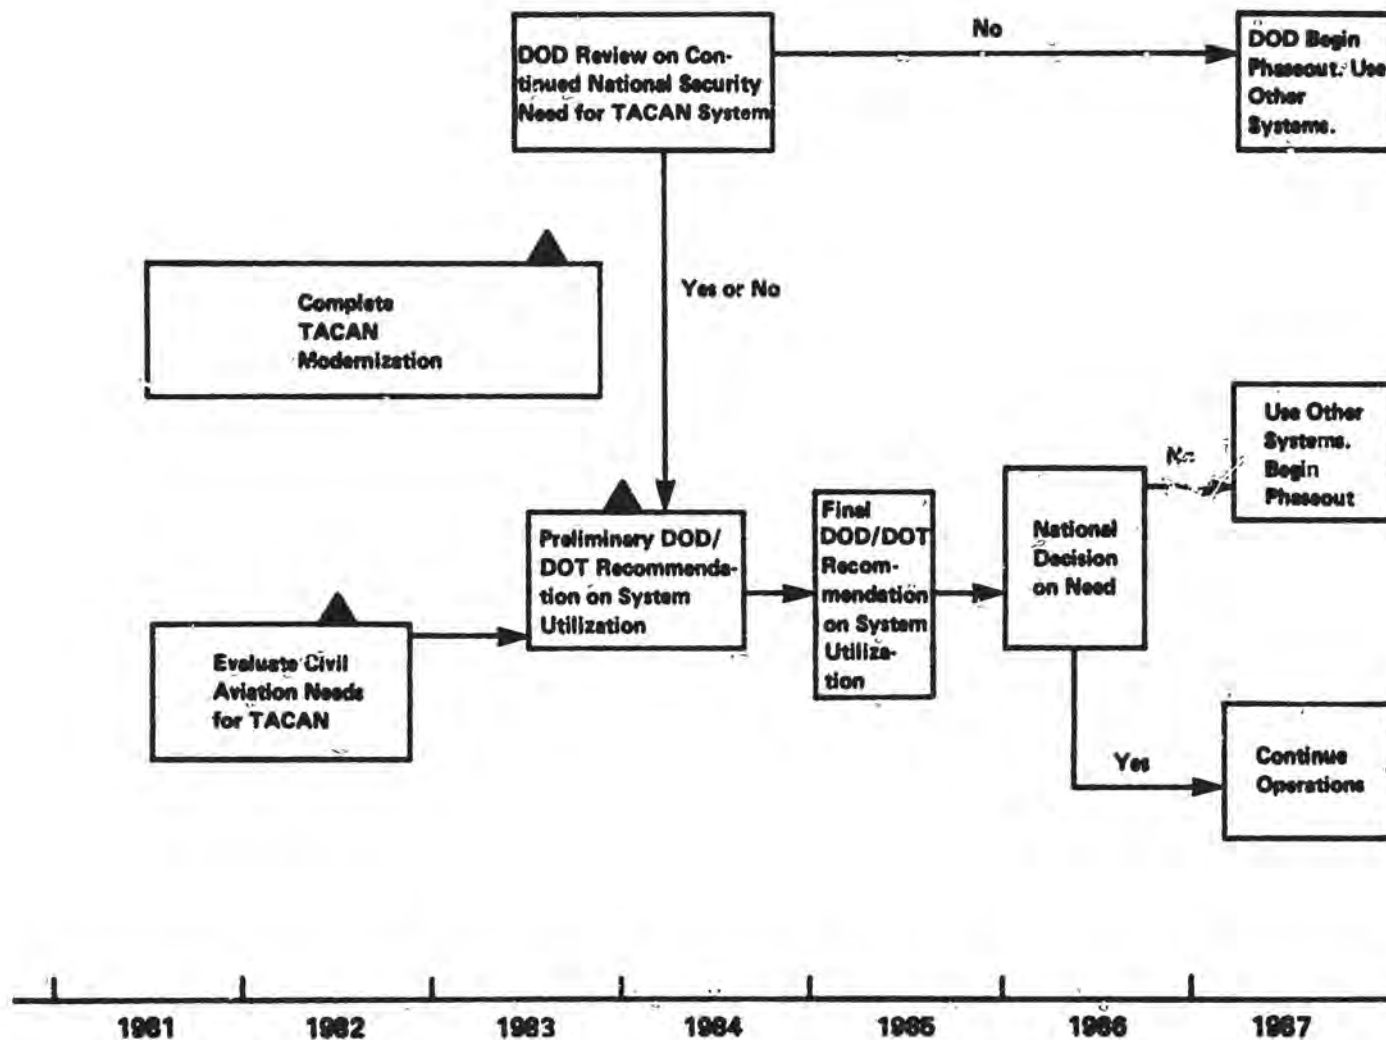 DOD Review on Con-
tinued National Security
Need for TACAN System
No
DOD Begin
Phaseout. Use
Other
Systems.
Complete
TACAN
Modernization
Yes or No
Use Other
Systems.
Begin
Phaseout
No
National
Decision
on Need
Final
DOD/DOT
Recom-
mendation
on System
Utiliza-
tion
Preliminary DOD/
DOT Recommenda-
tion on System
Utilization
Evaluate Civil
Aviation Needs
for TACAN
Yes
Continue
Operations
1981 1982 1983 1984 1985 1986 1987